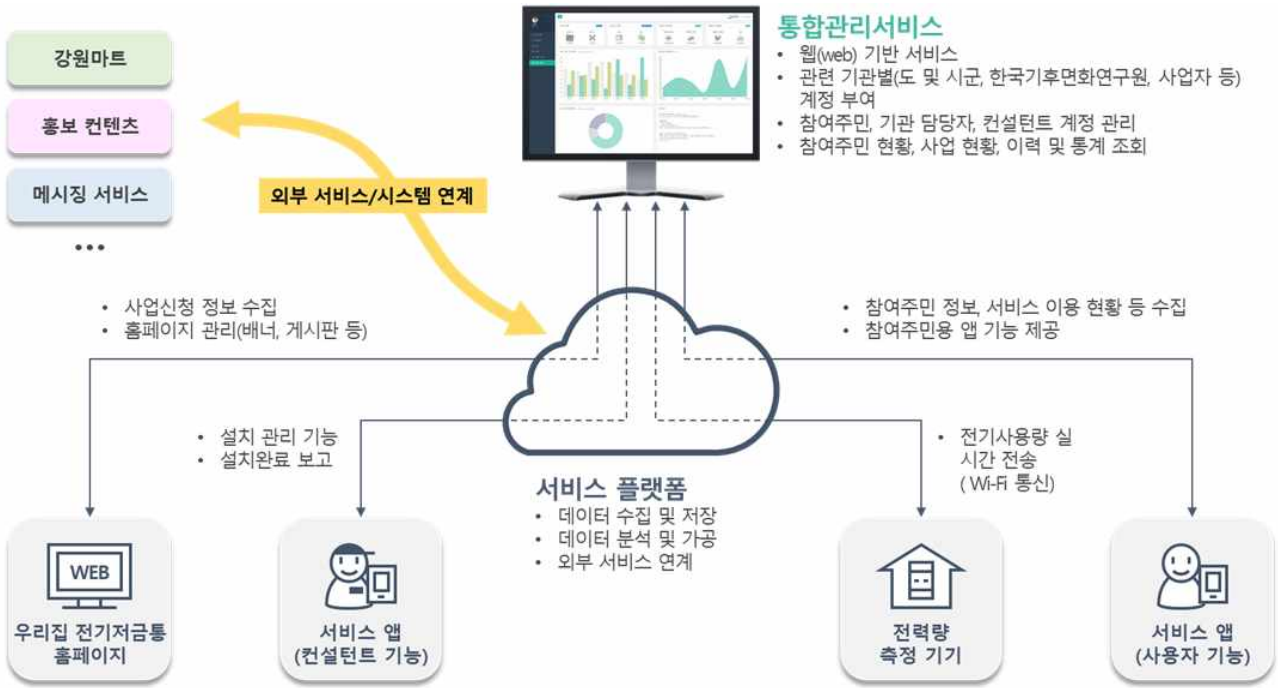 강원마트
홍보 컨텐츠
메시징 서비스
•••
외부 서비스/시스템 연계
통합관리서비스
• 웹(web) 기반 서비스
• 관련 기관별(도 및 시군, 한국기후면화연구원, 사업자 등)
계정 부여
• 참여주민, 기관 담당자, 컨설턴트 계정 관리
• 참여주민 현황, 사업 현황, 이력 및 통계 조회
• 사업신청 정보 수집
• 홈페이지 관리(배너, 게시판 등)
• 참여주민 정보, 서비스 이용 현황 등 수집
• 참여주민용 앱 기능 제공
• 설치 관리 기능
• 설치완료 보고
• 전기사용량 실
시간 전송
( Wi-Fi 통신)
서비스 플랫폼
• 데이터 수집 및 저장
• 데이터 분석 및 가공
• 외부 서비스 연계
WEB
우리집 전기저금통
홈페이지
서비스 앱
(컨설턴트 기능)
전력량
측정 기기
서비스 앱
(사용자 기능)